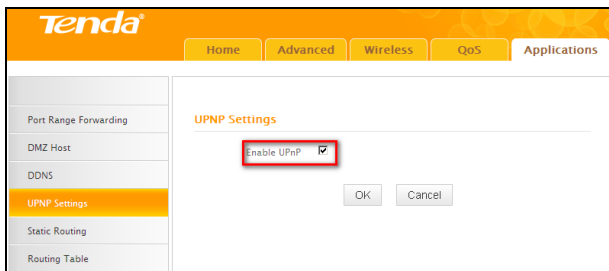 Tenda
Home Advanced Wireless QoS Applications
Port Range Forwarding
DMZ Host
DDNS
UPNP Settings
Static Routing
Routing Table
UPNP Settings
Enable UPnP
OK Cancel